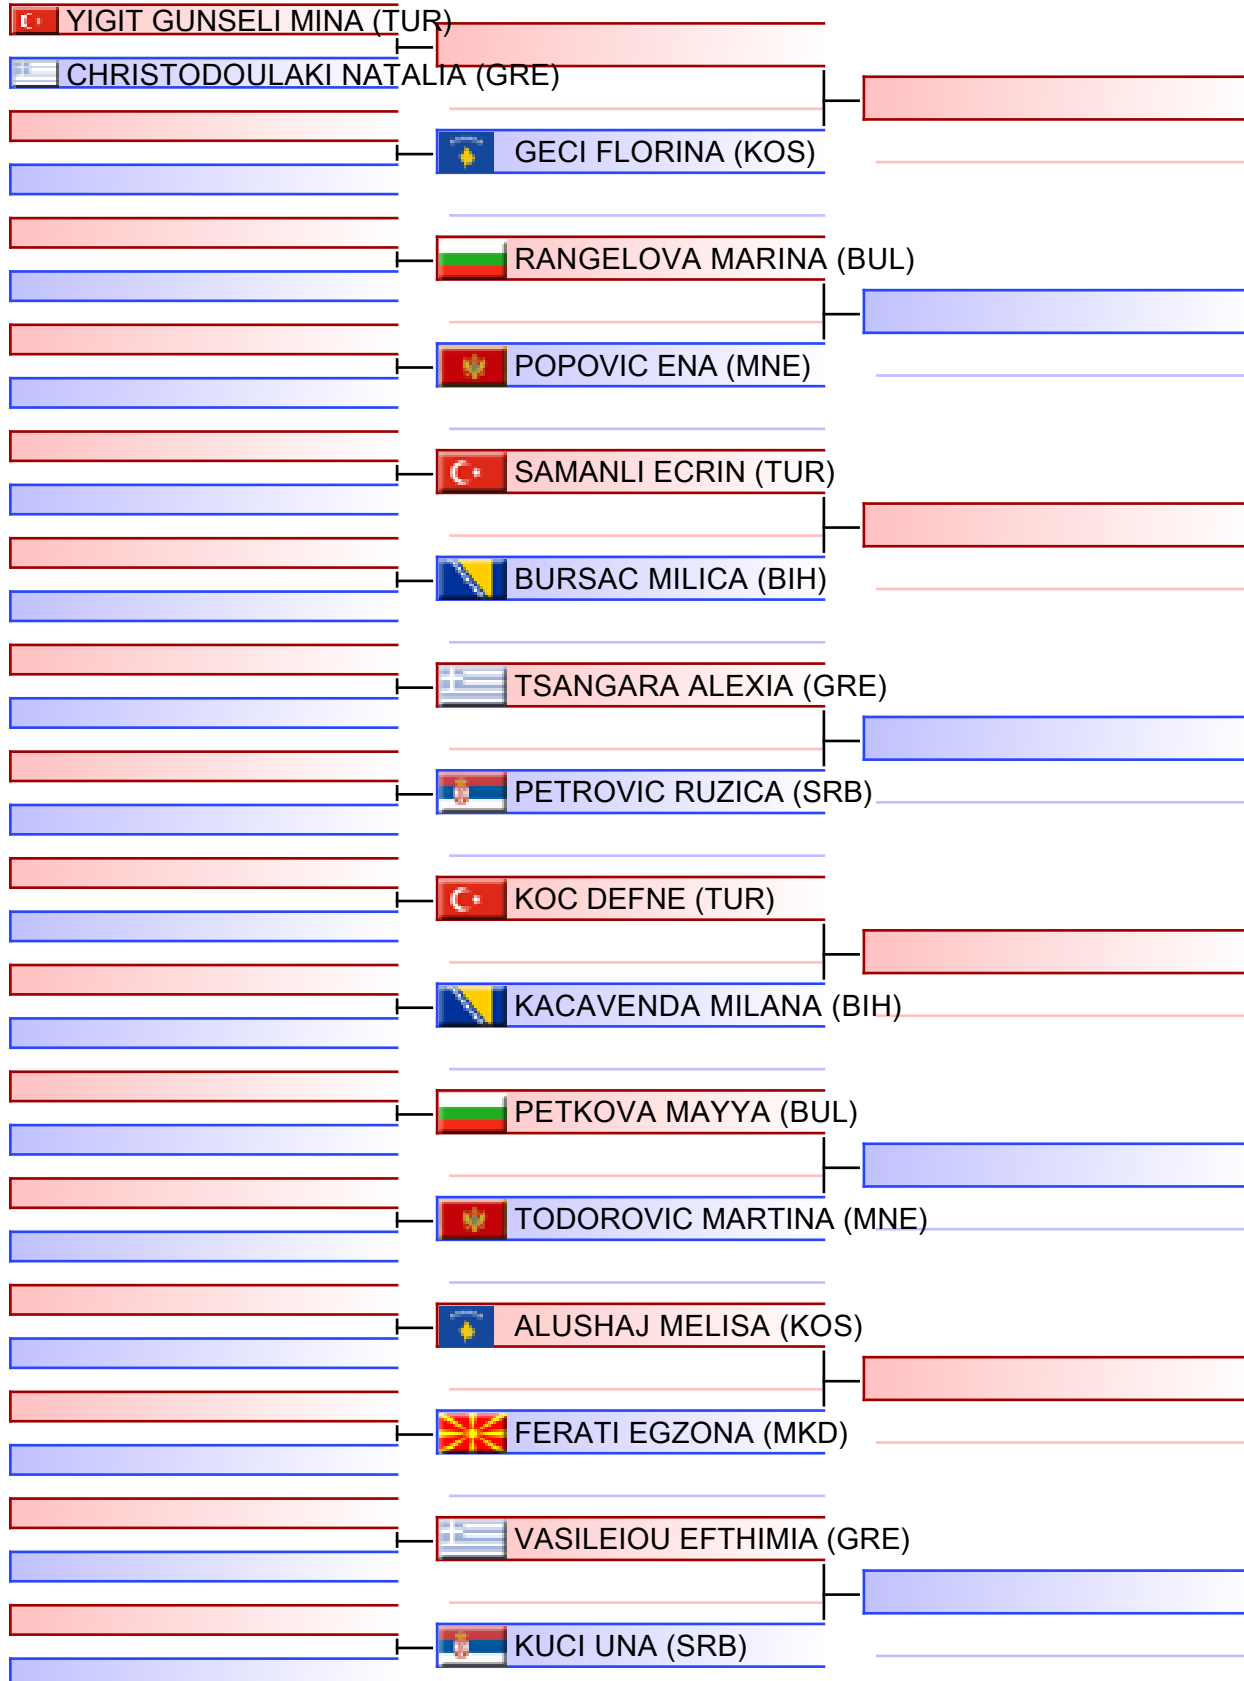 YIGIT GUNSELI MINA (TUR)
CHRISTODOULAKI NATALIA (GRE)
GECI FLORINA (KOS)
RANGELOVA MARINA (BUL)
POPOVIC ENA (MNE)
SAMANLI ECRIN (TUR)
BURSAC MILICA (BIH)
TSANGARA ALEXIA (GRE)
PETROVIC RUZICA (SRB)
KOC DEFNE (TUR)
KACAVENDA MILANA (BIH)
PETKOVA MAYYA (BUL)
TODOROVIC MARTINA (MNE)
ALUSHAJ MELISA (KOS)
FERATI EGZONA (MKD)
VASILEIOU EFTHIMIA (GRE)
KUCI UNA (SRB)